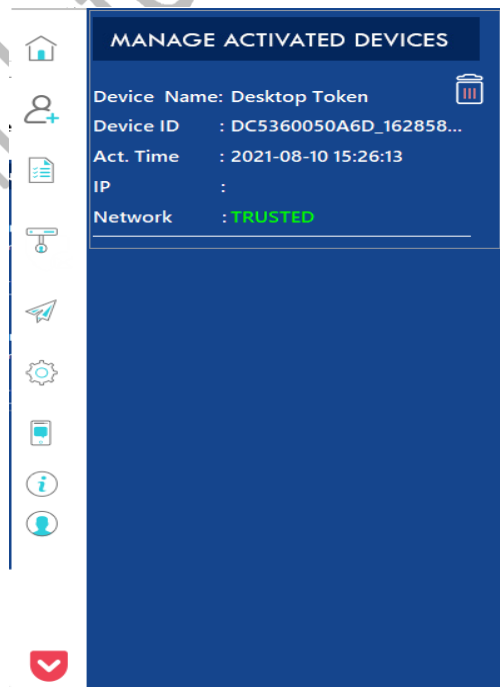 MANAGE ACTIVATED DEVICES
Device Name: Desktop Token
Device ID : DC5360050A6D_162858...
Act. Time : 2021-08-10 15:26:13
IP :
Network : TRUSTED